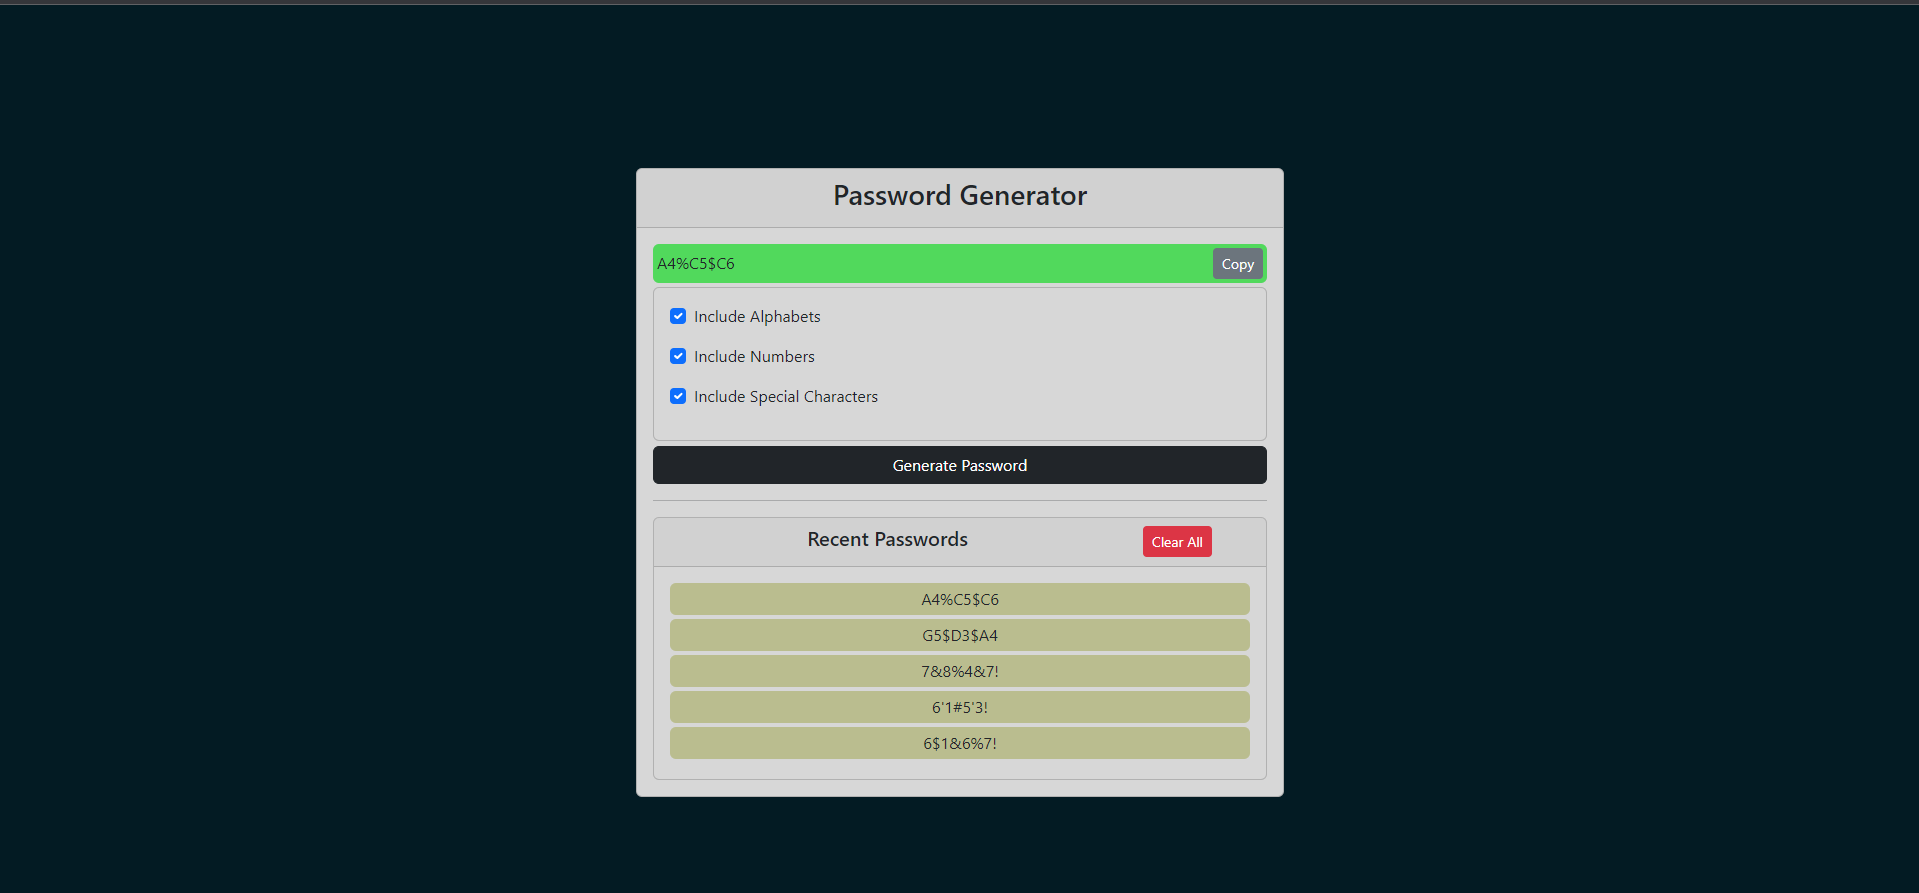 Password Generator
A4%C5$C6 Copy
Include Alphabets
Include Numbers
Include Special Characters
Generate Password
Recent Passwords Clear All
A4%C5$C6
G5$D3$A4
7&8%4&7!
6'1#5'3!
6$1&6%7!